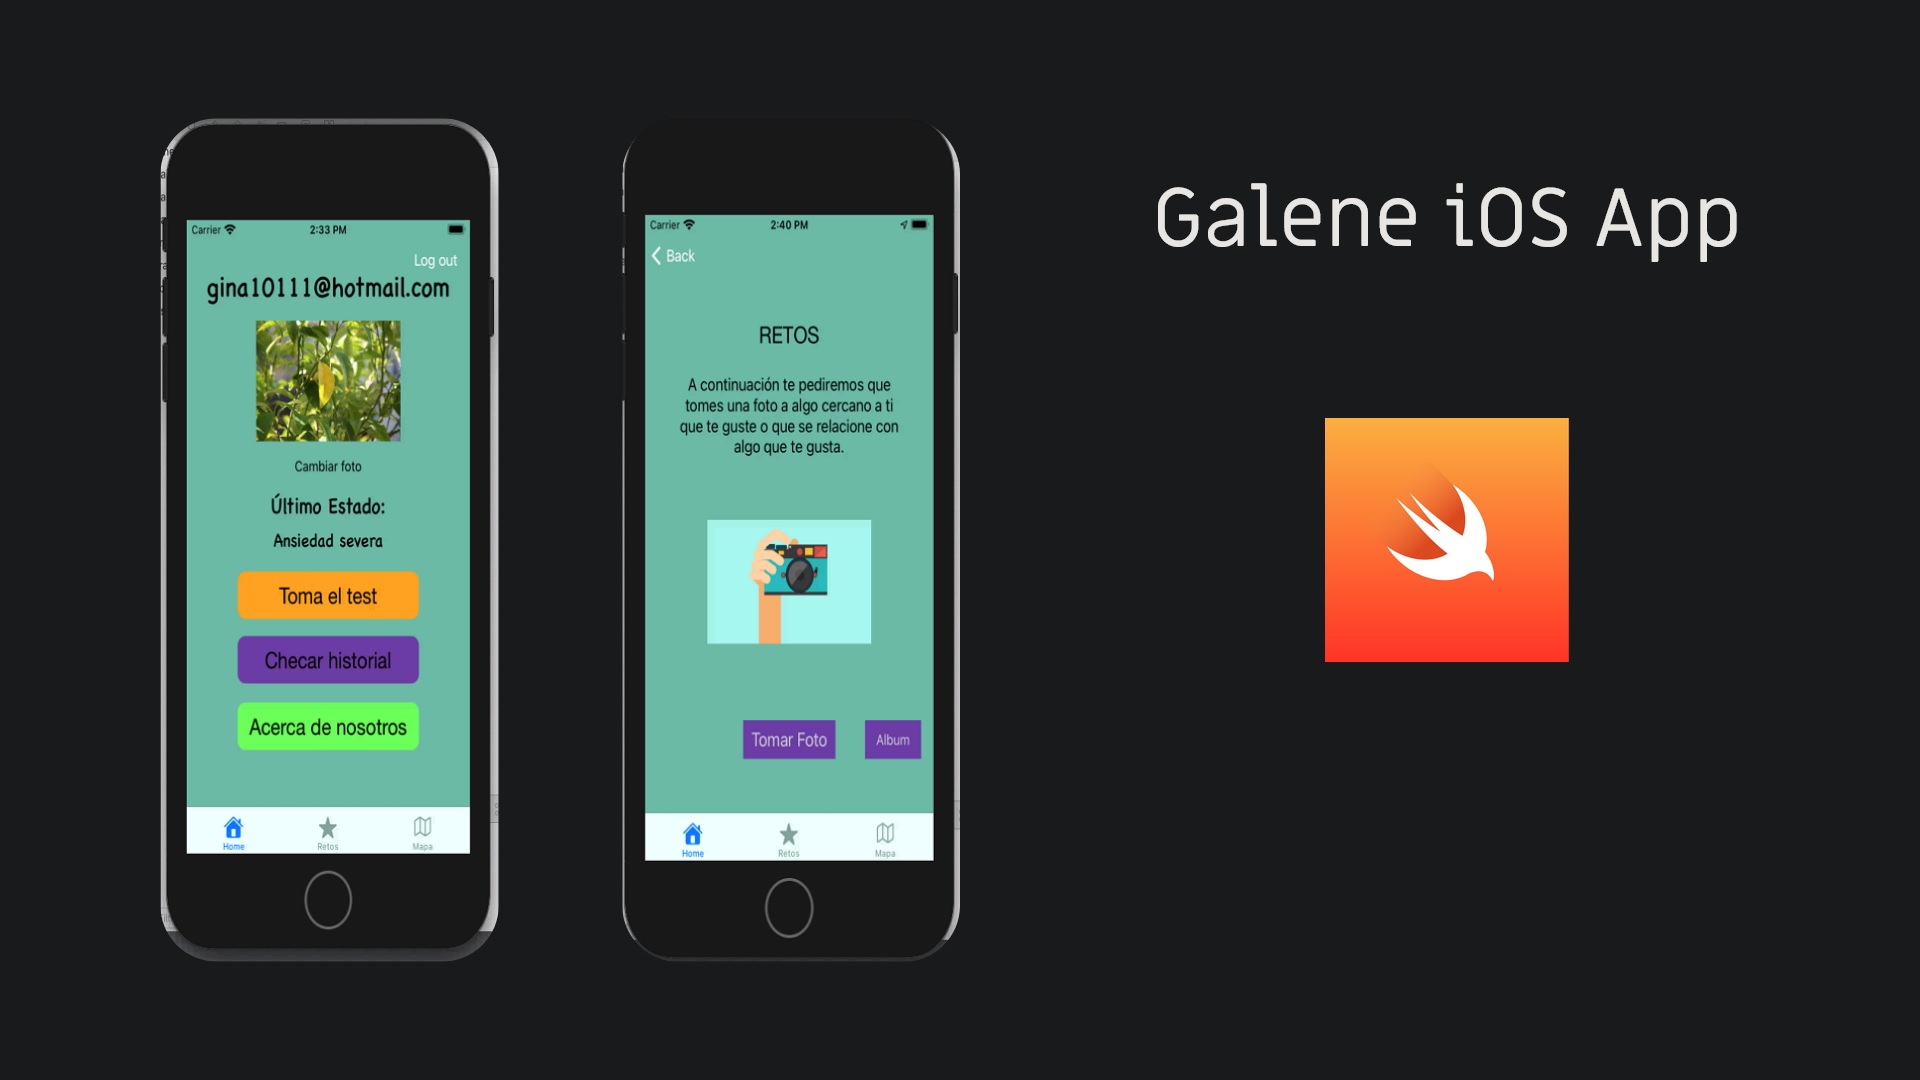 Carrier 2:33 PM
Log out
gina10111@hotmail.com
Cambiar foto
Último Estado:
Ansiedad severa
Toma el test
Checar historial
Acerca de nosotros
Home Retos Mapa
Carrier 2:40 PM
Back
RETOS
A continuación te pediremos que
tomes una foto a algo cercano a ti
que te guste o que se relacione con
algo que te gusta.
Tomar Foto Album
Home Retos Mapa
Galene iOS App